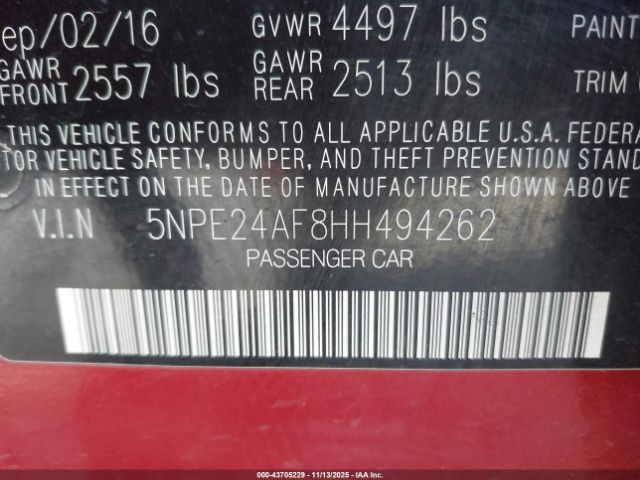 ep/02/16 GVWR 4497 lbs PAINT
GAWR FRONT 2557 lbs GAWR REAR 2513 lbs TRIM
THIS VEHICLE CONFORMS TO ALL APPLICABLE U.S.A. FEDERA
TOR VEHICLE SAFETY, BUMPER, AND THEFT PREVENTION STAND
IN EFFECT ON THE DATE OF MANUFACTURE SHOWN ABOVE.
V.I.N 5NPE24AF8HH494262
PASSENGER CAR
000-43705229 - 11/13/2025 - IAAI.COM